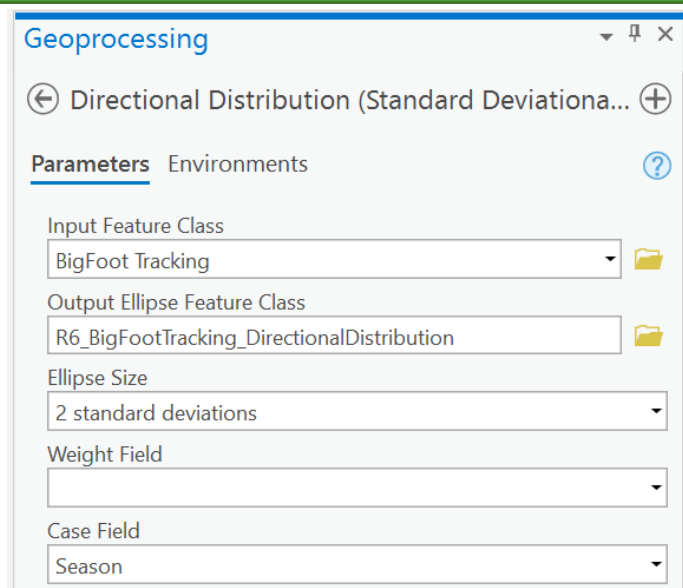 Geoprocessing
Directional Distribution (Standard Deviationa...
Parameters Environments
Input Feature Class
BigFoot Tracking
Output Ellipse Feature Class
R6_BigFootTracking_DirectionalDistribution
Ellipse Size
2 standard deviations
Weight Field
Case Field
Season